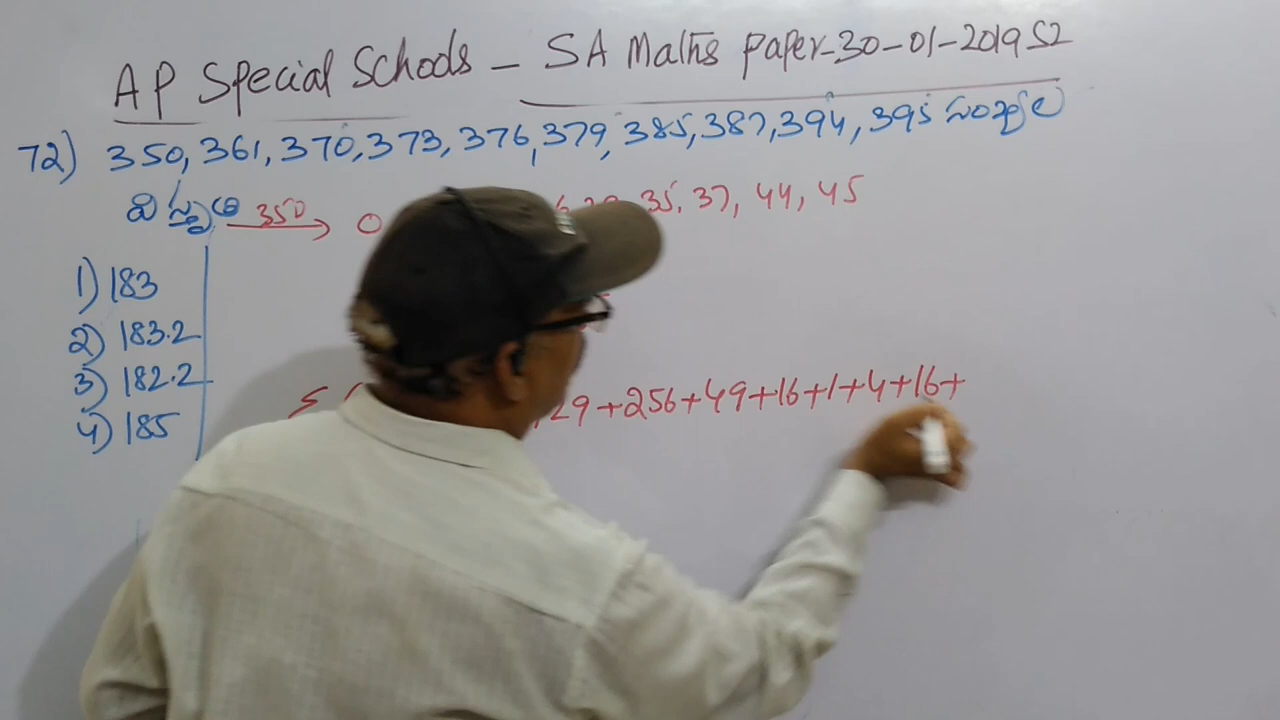 AP Special Schools - SA Maths paper-30-01-2019 S2
72) 350, 361, 370, 373, 376, 379, 385, 387, 394, 395 సంఖ్యల
విస్తృతి 350 → 0 35, 37, 44, 45
1) 183
2) 183.2
3) 182.2
4) 185
29+256+49+16+1+4+16+